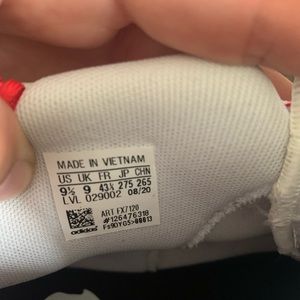 MADE IN VIETNAM
US UK FR JP CHN
9½ 9 43⅓ 275 265
LVL 029002 08/20
ART FX7120
#126476318
adidas